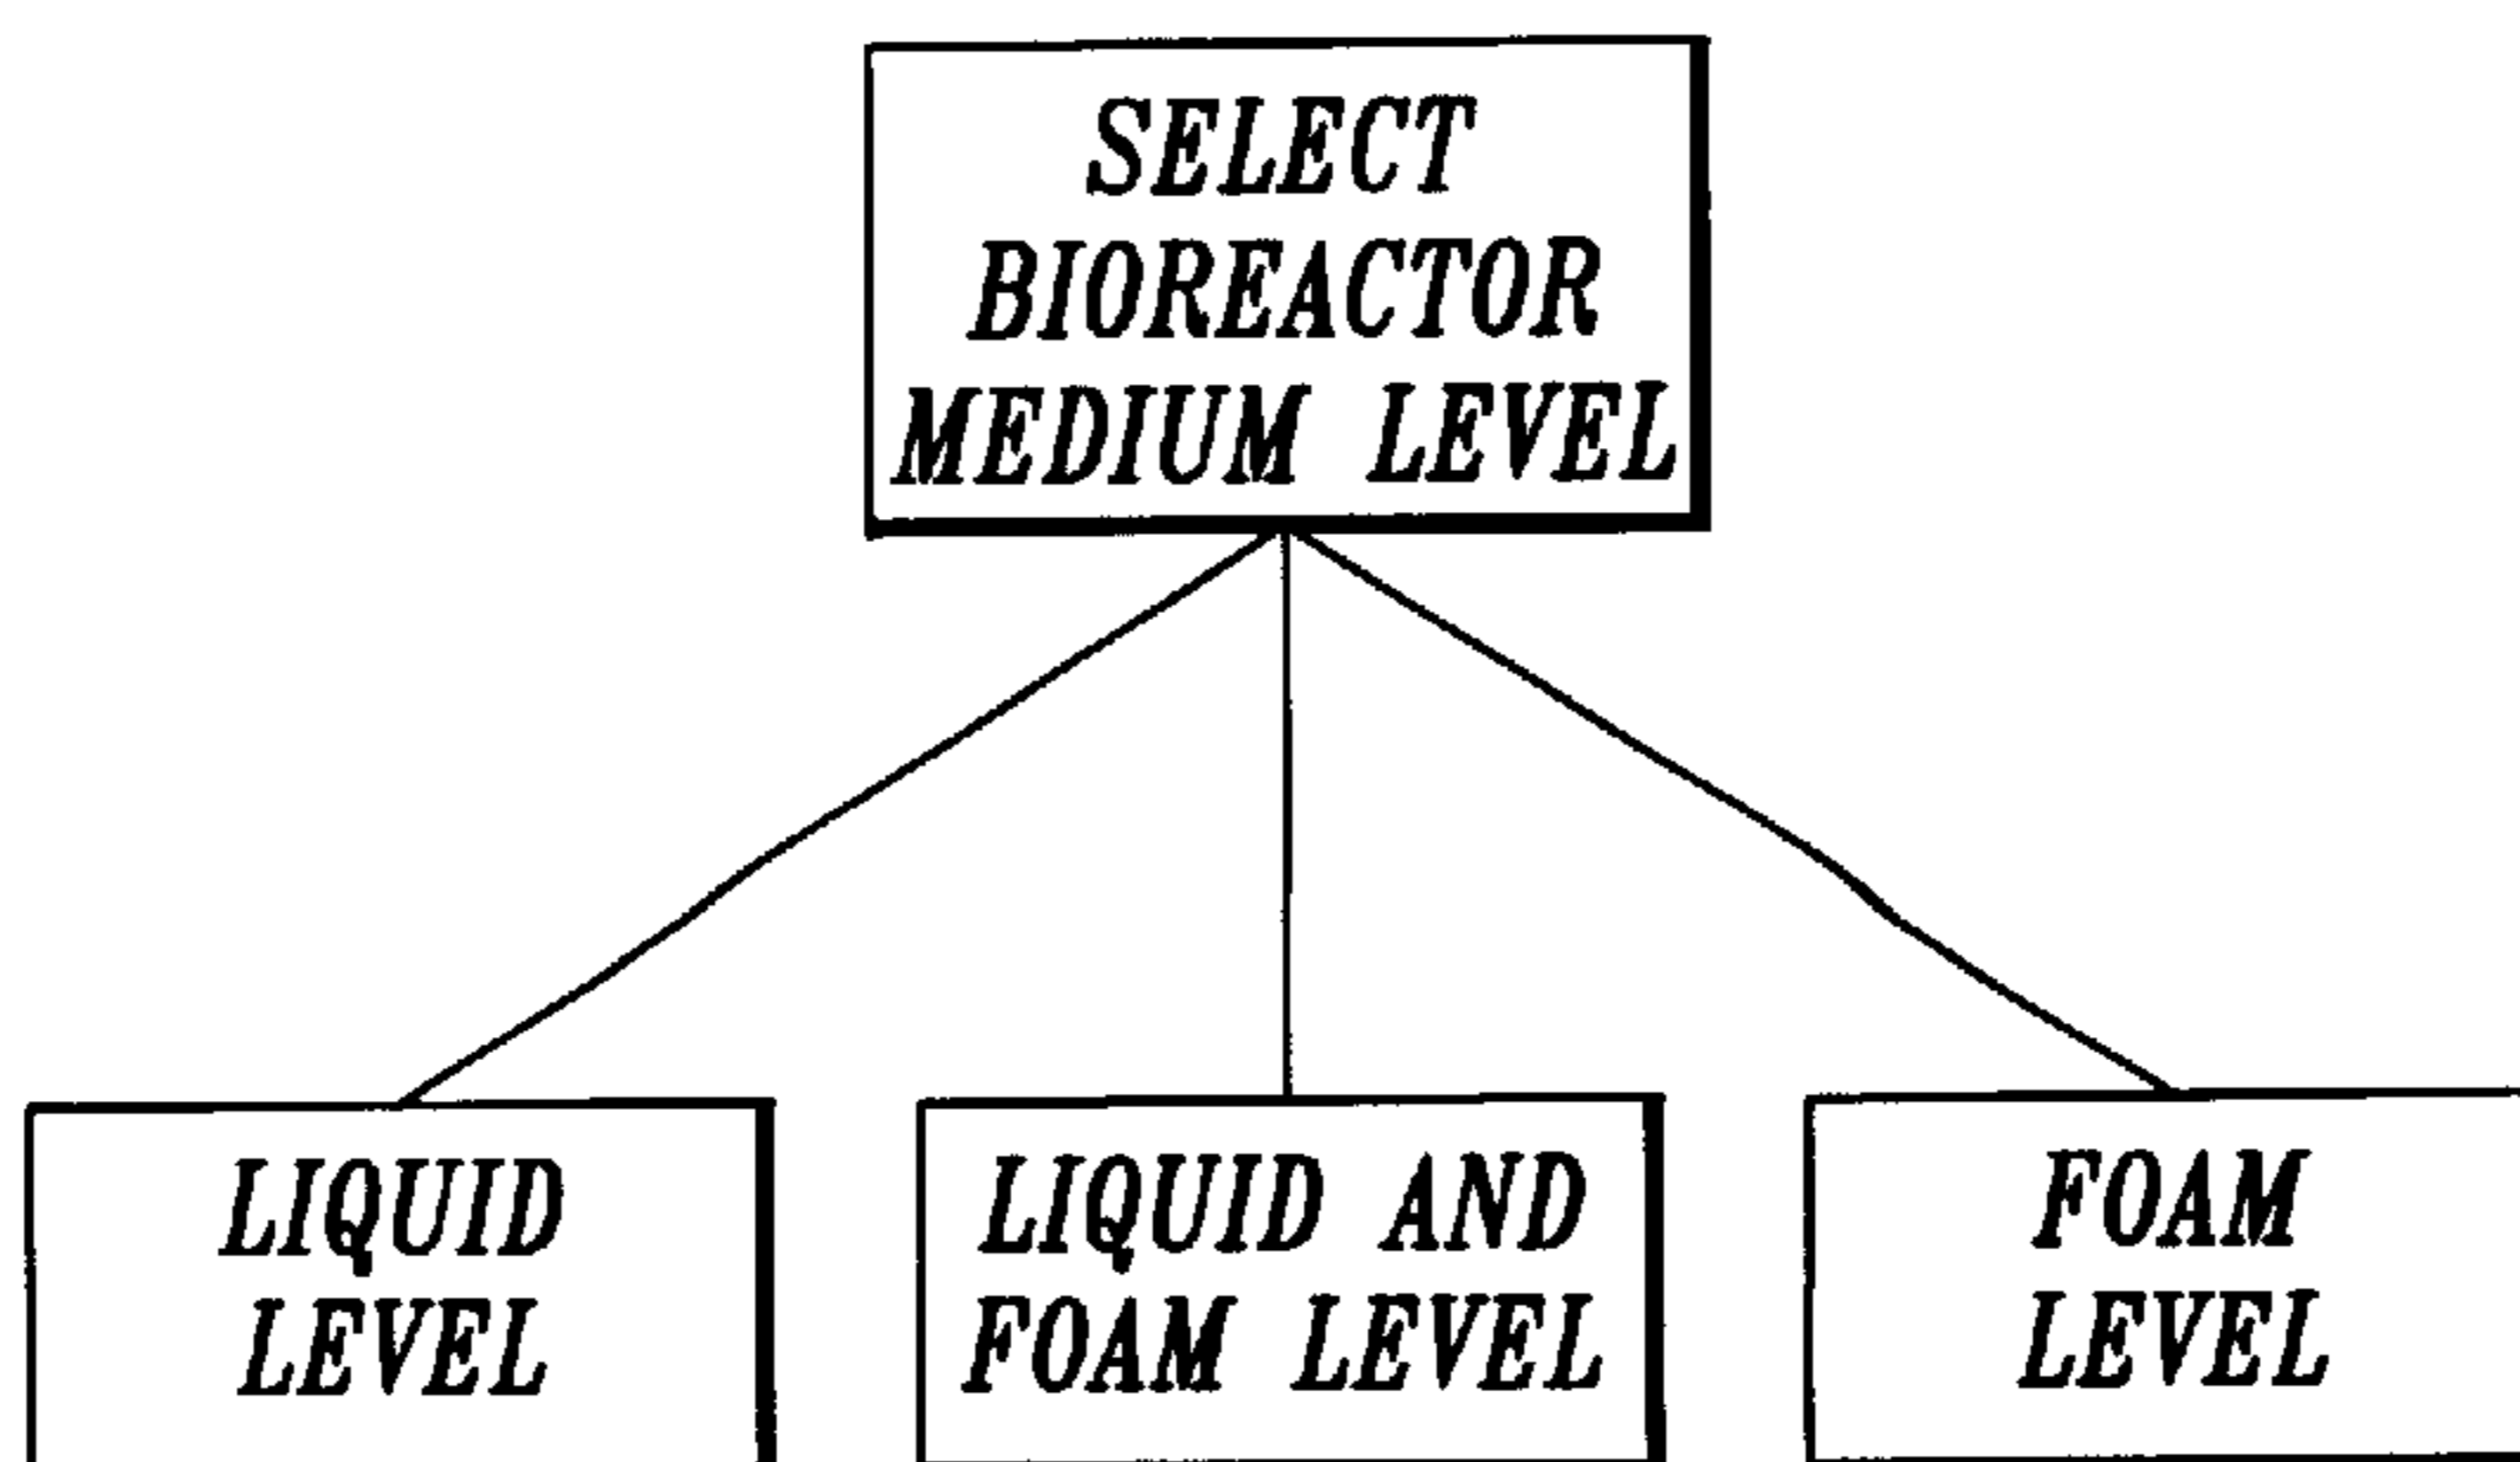 SELECT
BIOREACTOR
MEDIUM LEVEL
LIQUID
LEVEL
LIQUID AND
FOAM LEVEL
FOAM
LEVEL